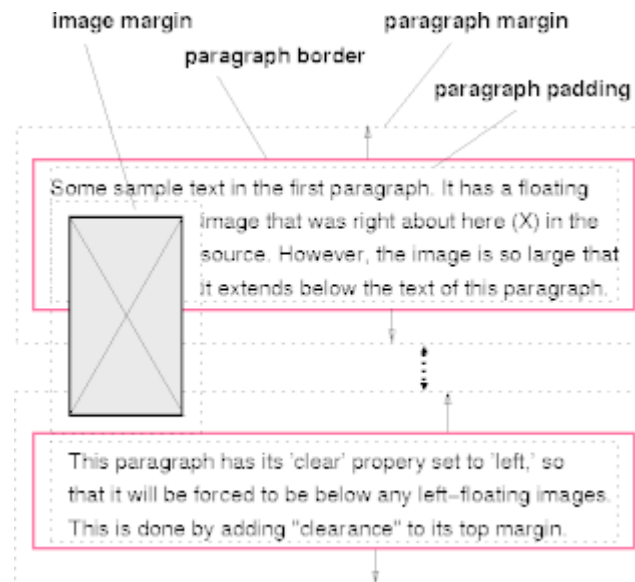 image margin
paragraph margin
paragraph border
paragraph padding
Some sample text in the first paragraph. It has a floating
image that was right about here (X) in the
source. However, the image is so large that
it extends below the text of this paragraph.
This paragraph has its 'clear' propery set to 'left,' so
that it will be forced to be below any left–floating images.
This is done by adding "clearance" to its top margin.